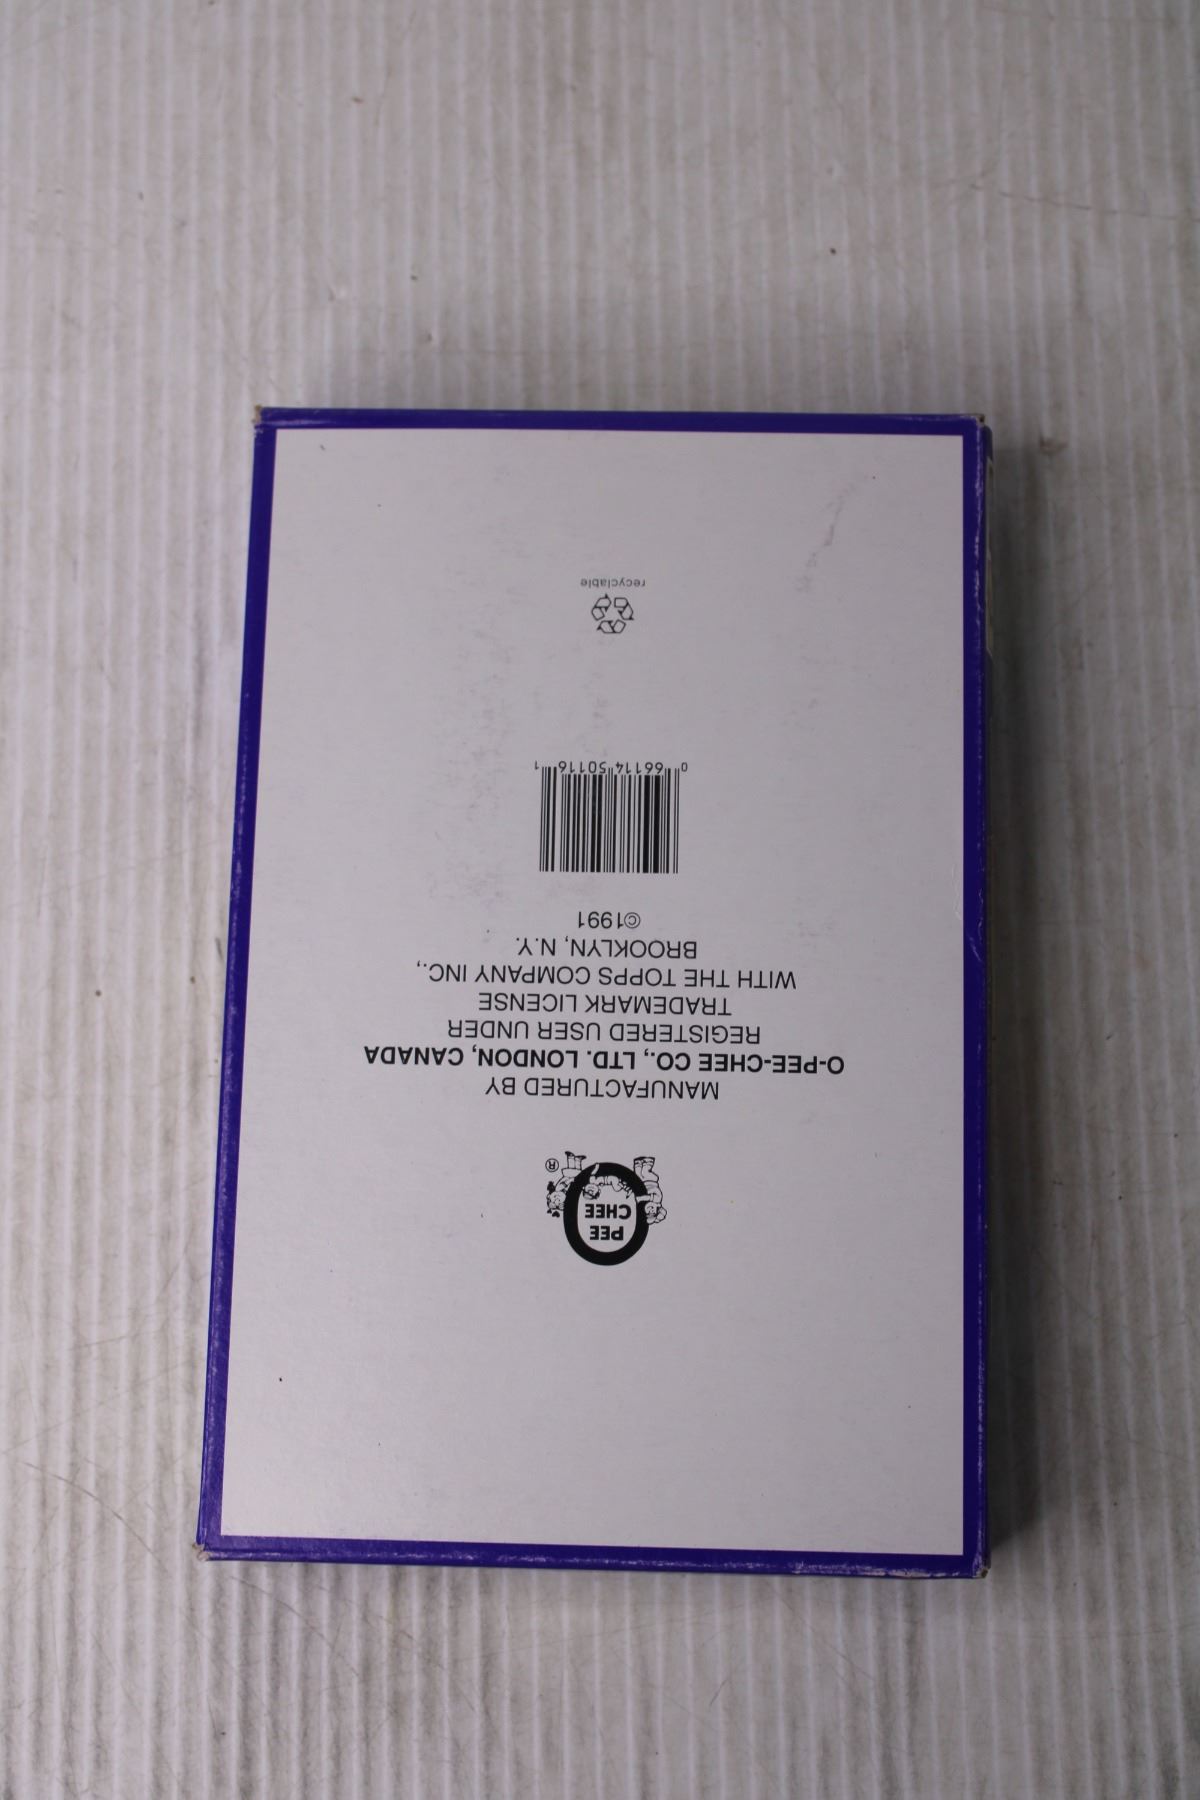 PEE
CHEE
®
MANUFACTURED BY
O-PEE-CHEE CO., LTD. LONDON, CANADA
REGISTERED USER UNDER
TRADEMARK LICENSE
WITH THE TOPPS COMPANY INC.,
BROOKLYN, N.Y.
©1991
0 66114 50116 1
recyclable